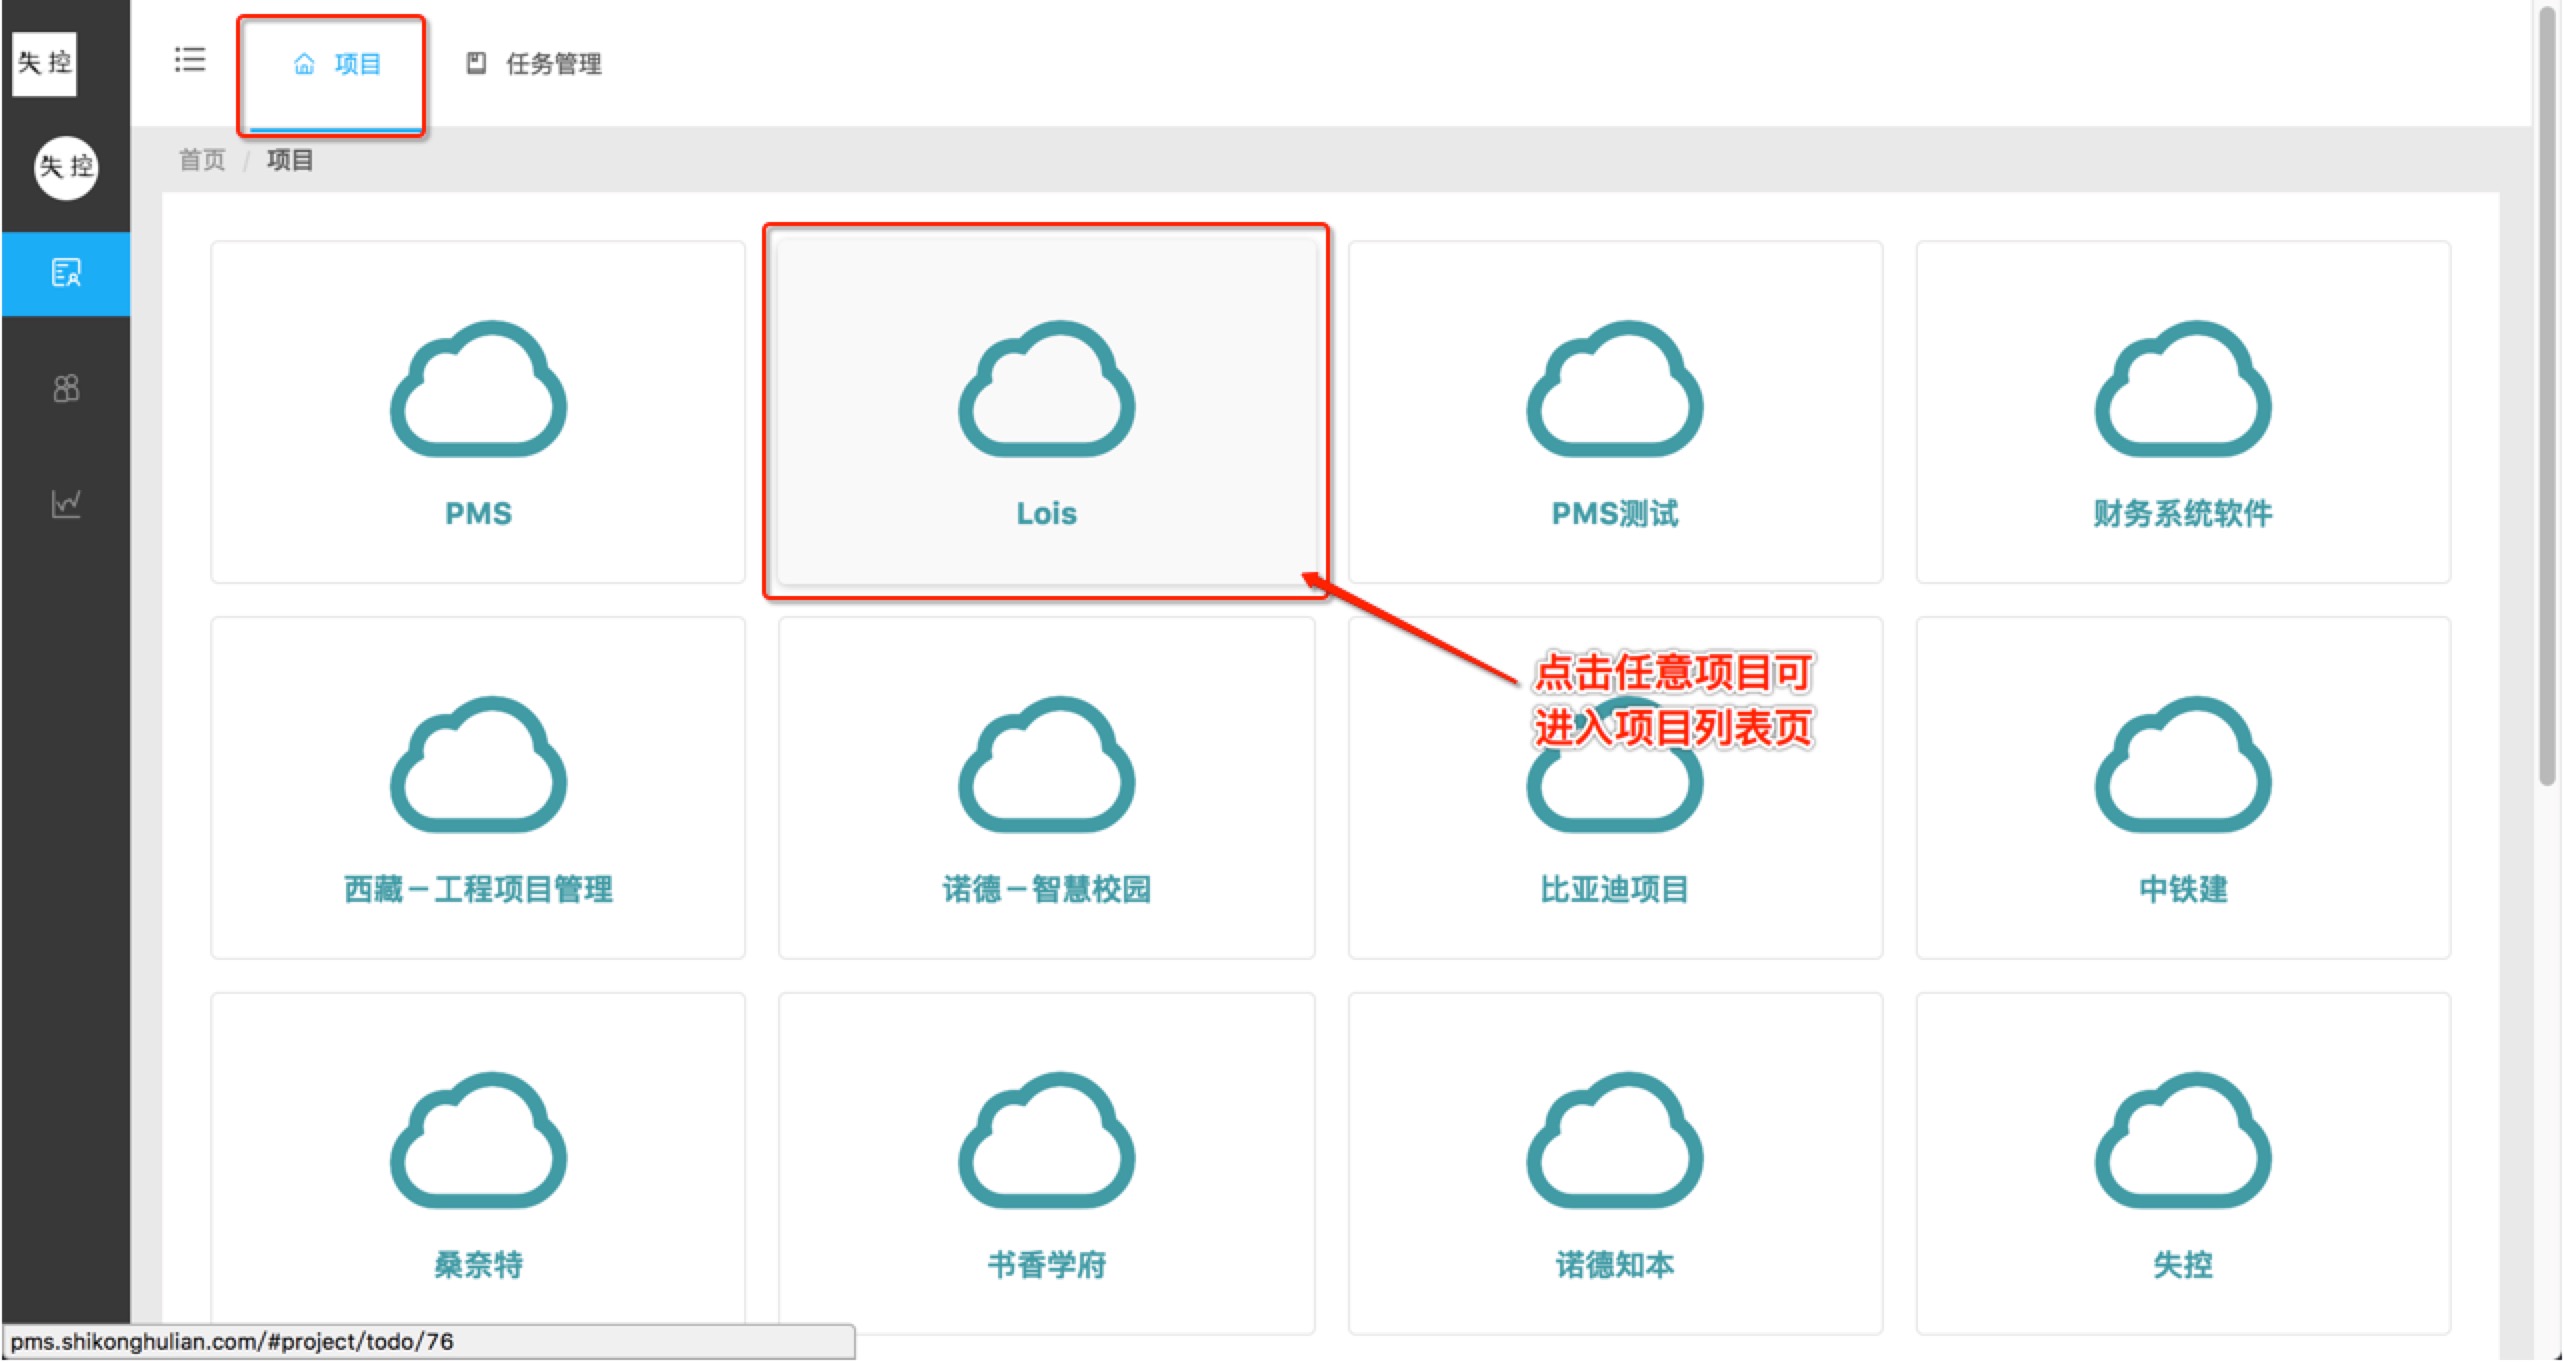 失控
项目
任务管理
失控
首页 / 项目
PMS
Lois
PMS测试
财务系统软件
点击任意项目可
进入项目列表页
西藏－工程项目管理
诺德－智慧校园
比亚迪项目
中铁建
桑奈特
书香学府
诺德知本
失控
pms.shikonghulian.com/#project/todo/76